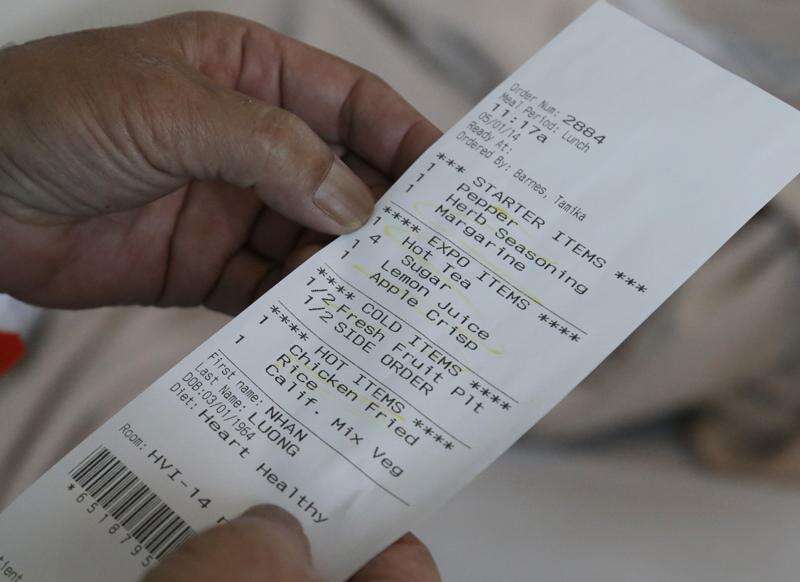 Order Num: 2884
Meal Period: Lunch
11:17a
05/01/14
Ready At:
Ordered By: Barnes, Tamika
*** STARTER ITEMS ***
1 Pepper
1 Herb Seasoning
1 Margarine
**** EXPO ITEMS ****
1 Hot Tea
4 Sugar
1 Lemon Juice
1 Apple Crisp
**** COLD ITEMS ****
1/2 Fresh Fruit Plt
1/2 SIDE ORDER
**** HOT ITEMS ****
1 Chicken Fried
Rice
1 Calif. Mix Veg
First name: NHAN
Last Name: LUONG
DOB:03/01/1964
Diet: Heart Healthy
Room: HVI-14
*6518795